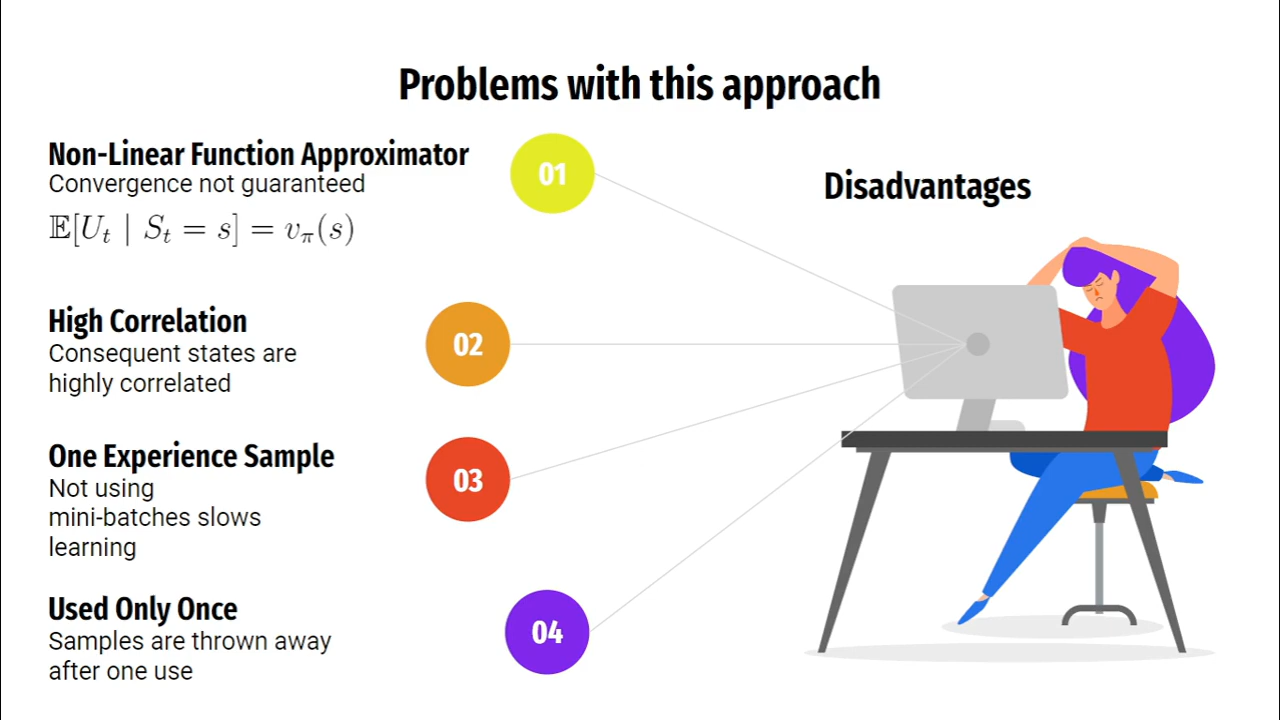 Problems with this approach
Non-Linear Function Approximator
Convergence not guaranteed
𝔼[Uₜ | Sₜ = s] = v_π(s)
01
Disadvantages
High Correlation
Consequent states are
highly correlated
02
One Experience Sample
Not using
mini-batches slows
learning
03
Used Only Once
Samples are thrown away
after one use
04